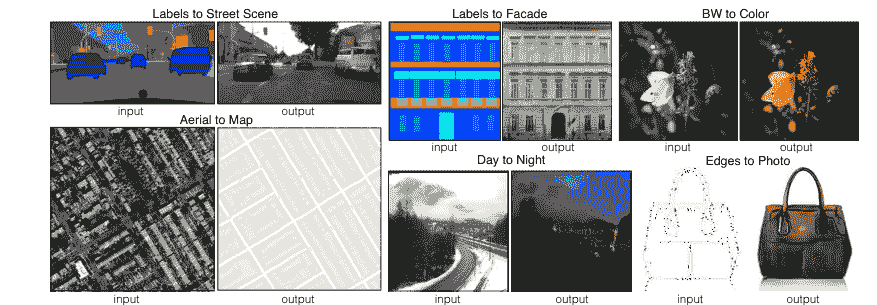 Labels to Street Scene
input
output
Aerial to Map
input
output
Labels to Facade
input
output
BW to Color
input
output
Day to Night
input
output
Edges to Photo
input
output